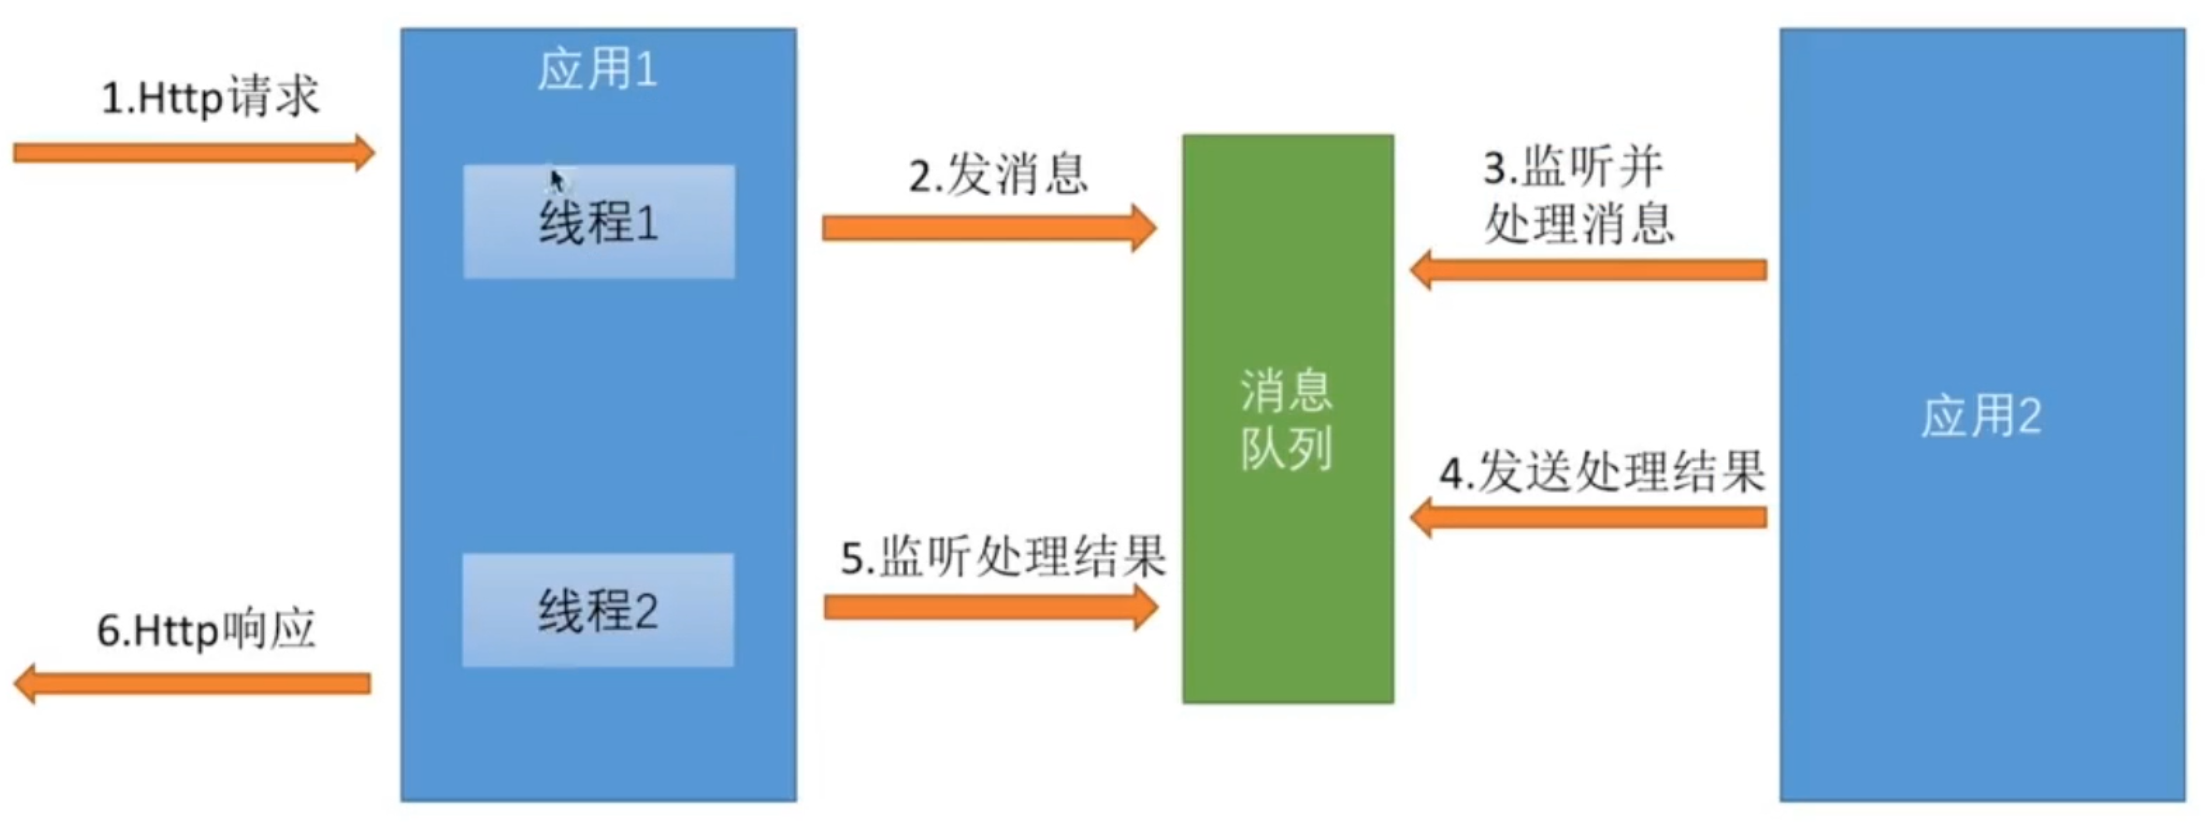 1.Http请求
应用1
线程1
2.发消息
3.监听并
处理消息
消息
队列
应用2
4.发送处理结果
5.监听处理结果
线程2
6.Http响应